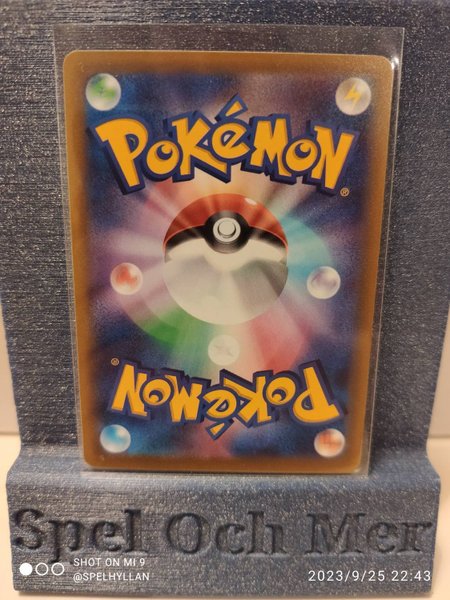 POKéMON®
POKéMON®
Spel Och Mer
SHOT ON MI 9
@SPELHYLLAN
2023/9/25 22:43